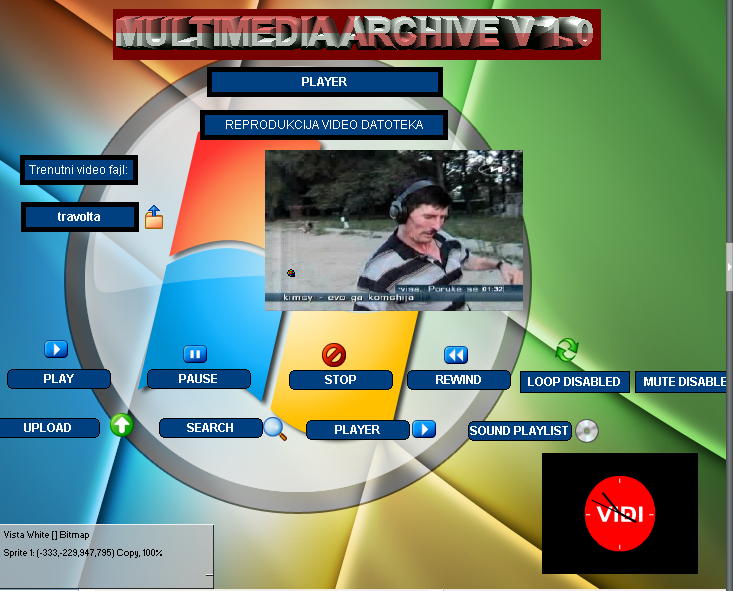 MULTIMEDIA ARCHIVE V 1.0
PLAYER
REPRODUKCIJA VIDEO DATOTEKA
Trenutni video fajl:
travolta
visa. Poruke se 01:32
kimsy - evo ga komshija
PLAY
PAUSE
STOP
REWIND
LOOP DISABLED
MUTE DISABLE
UPLOAD
SEARCH
PLAYER
SOUND PLAYLIST
VIDI
Vista White [] Bitmap
Sprite 1: (-333,-229,947,795) Copy, 100%